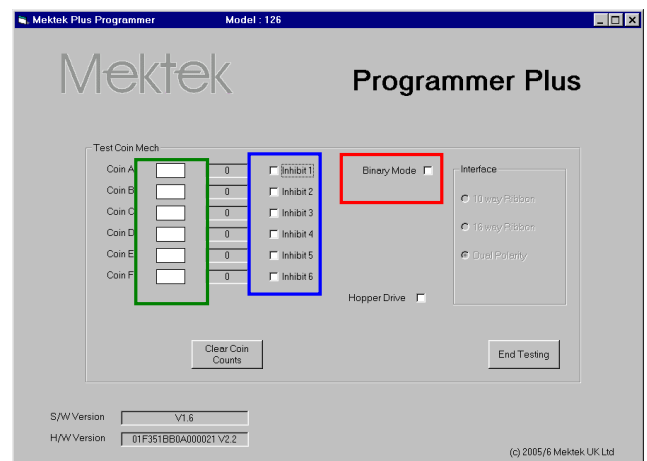 Mektek Plus Programmer Model : 126
Mektek Programmer Plus
Test Coin Mech
Coin A 0 Inhibit 1 Binary Mode Interface
Coin B 0 Inhibit 2 10 way Ribbon
Coin C 0 Inhibit 3
Coin D 0 Inhibit 4 16 way Ribbon
Coin E 0 Inhibit 5 Dual Polarity
Coin F 0 Inhibit 6
Hopper Drive
Clear Coin
Counts
End Testing
S/W Version V1.6
H/W Version 01F351BB0A000021 V2.2
(c) 2005/6 Mektek UK Ltd